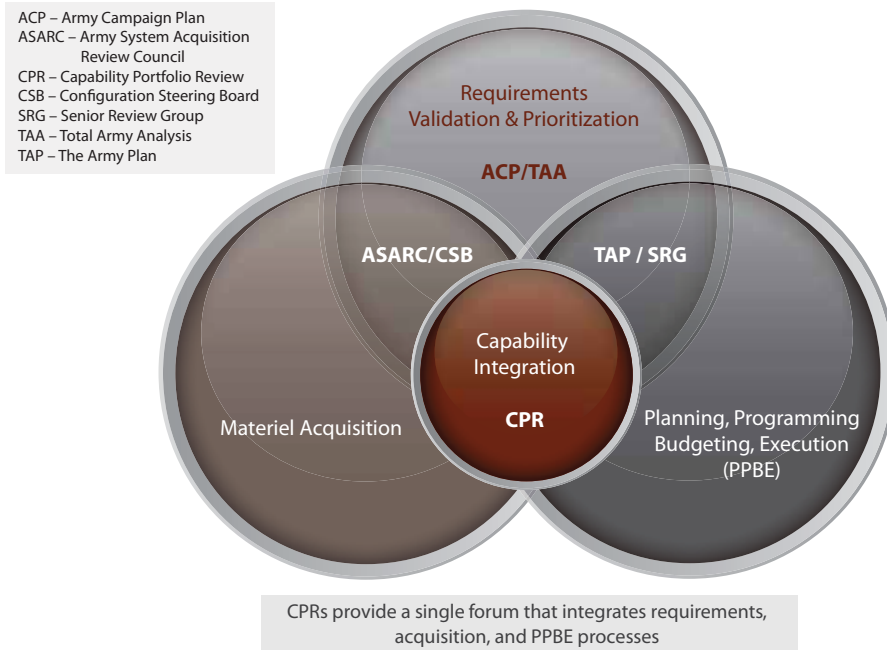 ACP – Army Campaign Plan
ASARC – Army System Acquisition
Review Council
CPR – Capability Portfolio Review
CSB – Configuration Steering Board
SRG – Senior Review Group
TAA – Total Army Analysis
TAP – The Army Plan
Requirements
Validation & Prioritization
ACP/TAA
ASARC/CSB
TAP / SRG
Capability
Integration
CPR
Materiel Acquisition
Planning, Programming
Budgeting, Execution
(PPBE)
CPRs provide a single forum that integrates requirements,
acquisition, and PPBE processes